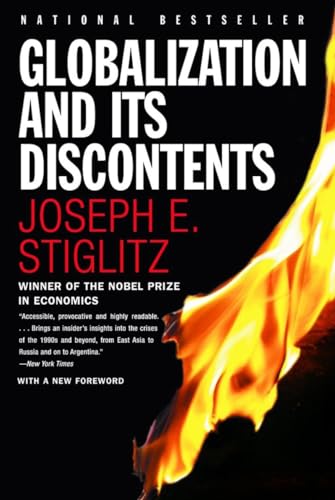 NATIONAL BESTSELLER
GLOBALIZATION
AND ITS
DISCONTENTS
JOSEPH E.
STIGLITZ
WINNER OF THE NOBEL PRIZE
IN ECONOMICS
"Accessible, provocative and highly readable.
. . . Brings an insider's insights into the crises
of the 1990s and beyond, from East Asia to
Russia and on to Argentina."
—New York Times
WITH A NEW FOREWORD